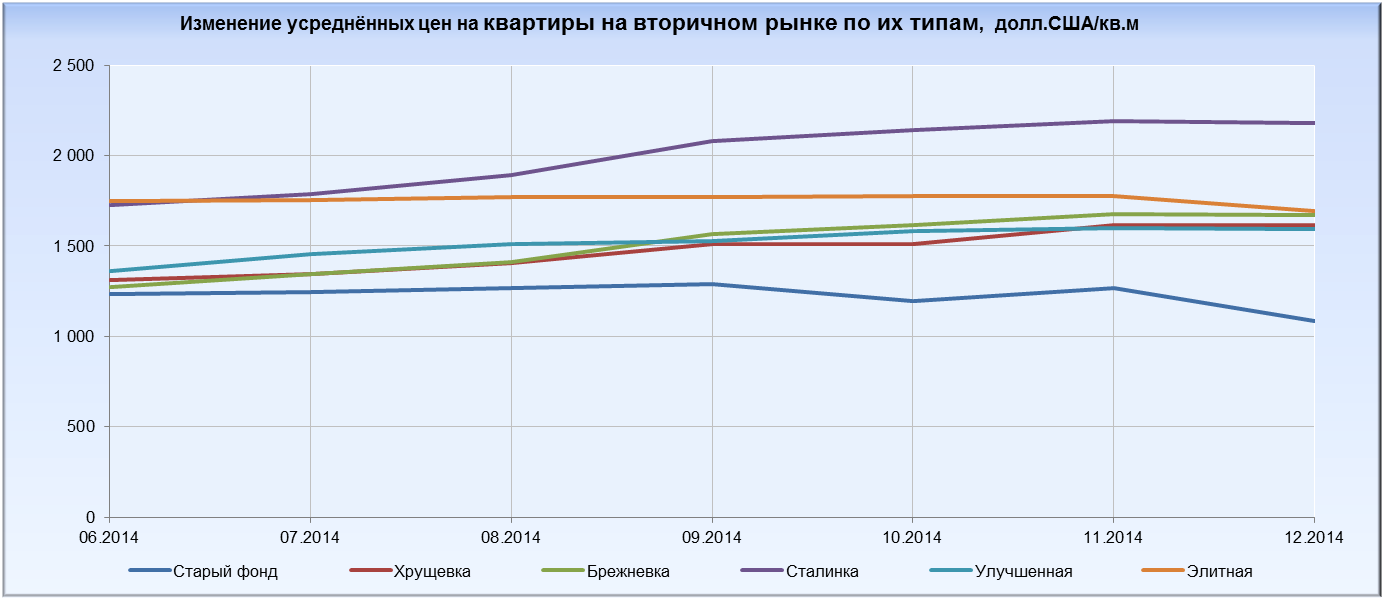 Изменение усреднённых цен на квартиры на вторичном рынке по их типам, долл.США/кв.м
2 500
2 000
1 500
1 000
500
0
06.2014 07.2014 08.2014 09.2014 10.2014 11.2014 12.2014
Старый фонд Хрущевка Брежневка Сталинка Улучшенная Элитная